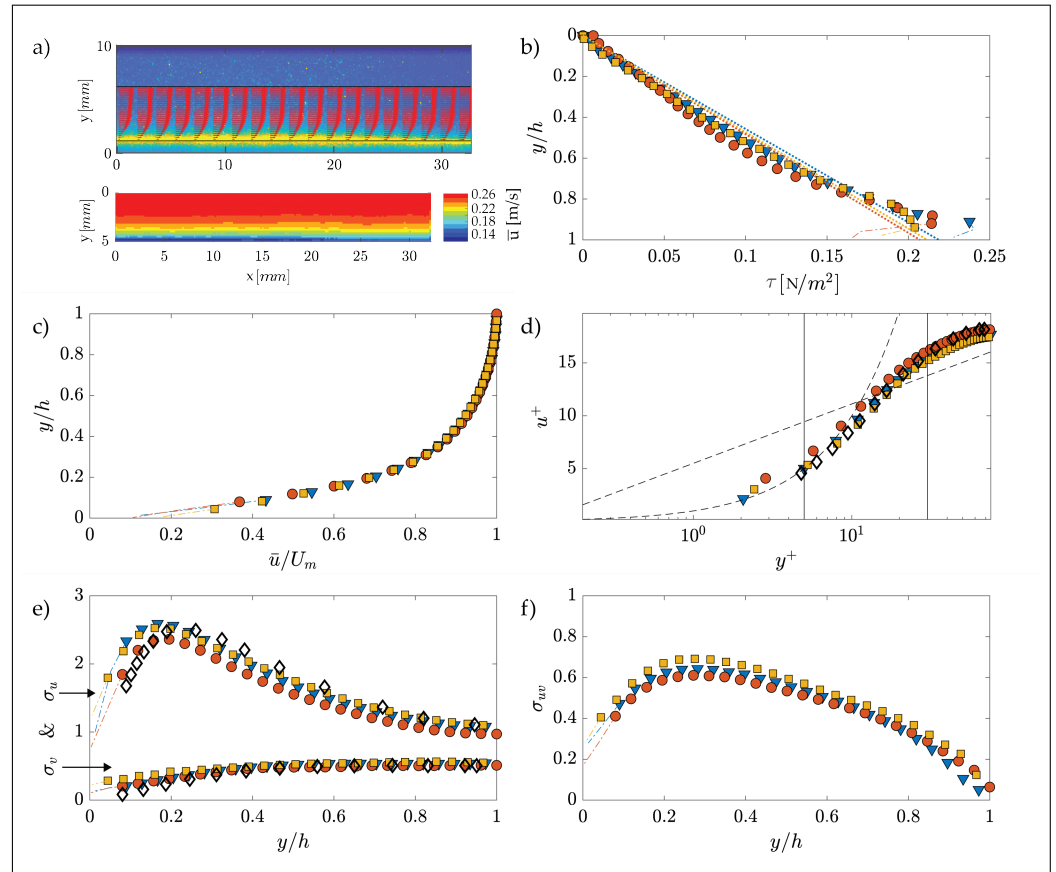 a)
10
y [mm]
0
0 10 20 30
0
y [mm]
5
0 5 10 15 20 25 30
x [mm]
0.26
0.22
0.18
0.14
u̅ [m/s]
b)
0
0.2
0.4
0.6
0.8
1
y/h
0 0.05 0.1 0.15 0.2 0.25
τ [N/m²]
c)
1
0.8
0.6
0.4
0.2
0
y/h
0 0.2 0.4 0.6 0.8 1
u̅/Uₘ
d)
15
10
5
u⁺
10⁰ 10¹
y⁺
e)
3
2
1
0
σᵥ & σᵤ
0 0.2 0.4 0.6 0.8 1
y/h
f)
1
0.8
0.6
0.4
0.2
0
σᵤᵥ
0 0.2 0.4 0.6 0.8 1
y/h